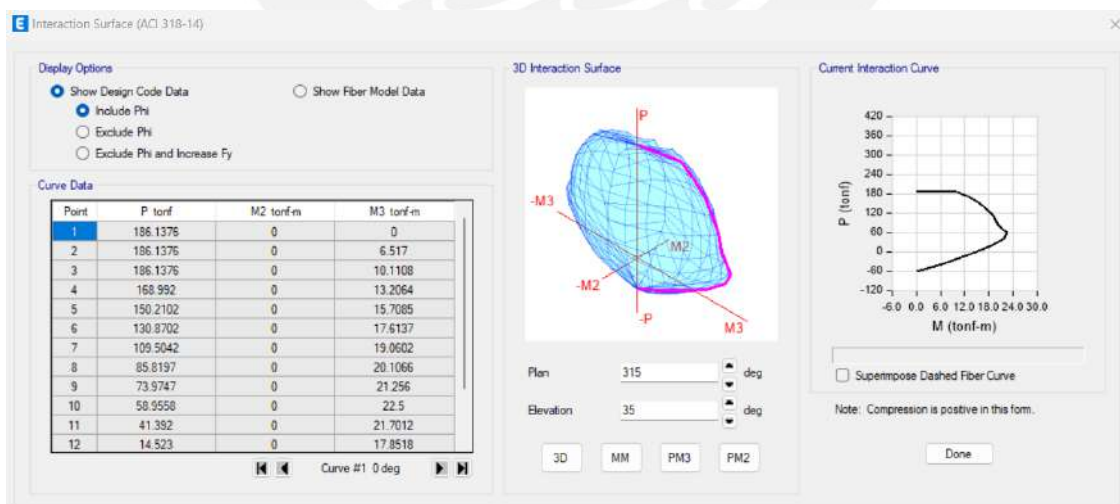 E Interaction Surface (ACI 318-14)
Display Options
Show Design Code Data Show Fiber Model Data
Include Phi
Exclude Phi
Exclude Phi and Increase Fy
Curve Data
Point P tonf M2 tonf-m M3 tonf-m
1 186.1376 0 0
2 186.1376 0 6.517
3 186.1376 0 10.1108
4 168.992 0 13.2064
5 150.2102 0 15.7085
6 130.8702 0 17.6137
7 109.5042 0 19.0602
8 85.8197 0 20.1066
9 73.9747 0 21.256
10 58.9558 0 22.5
11 41.392 0 21.7012
12 14.523 0 17.8518
Curve #1 0 deg
3D Interaction Surface
P
-M3
M2
-M2
-P
M3
Plan 315 deg
Elevation 35 deg
3D MM PM3 PM2
Current Interaction Curve
P (tonf)
420
360
300
240
180
120
60
0
-60
-120
-6.0 0.0 6.0 12.0 18.0 24.0 30.0
M (tonf-m)
Superimpose Dashed Fiber Curve
Note: Compression is positive in this form.
Done